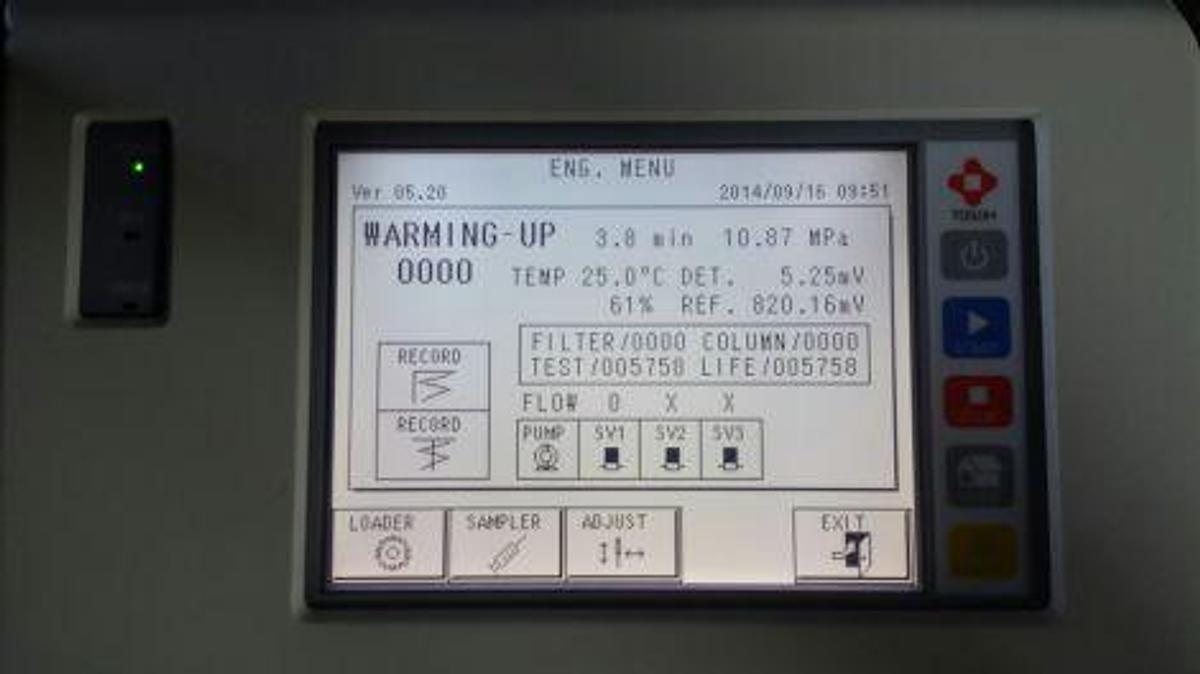 ENG. MENU
Ver 05.20 2014/09/16 09:51
WARMING-UP 3.8 min 10.87 MPa
0000 TEMP 25.0°C DET. 5.25mV
61% REF. 820.16mV
FILTER/0000 COLUMN/0000
TEST/005758 LIFE/005758
RECORD
FLOW 0 X X
RECORD
PUMP SV1 SV2 SV3
LOADER SAMPLER ADJUST EXIT
TOSOH